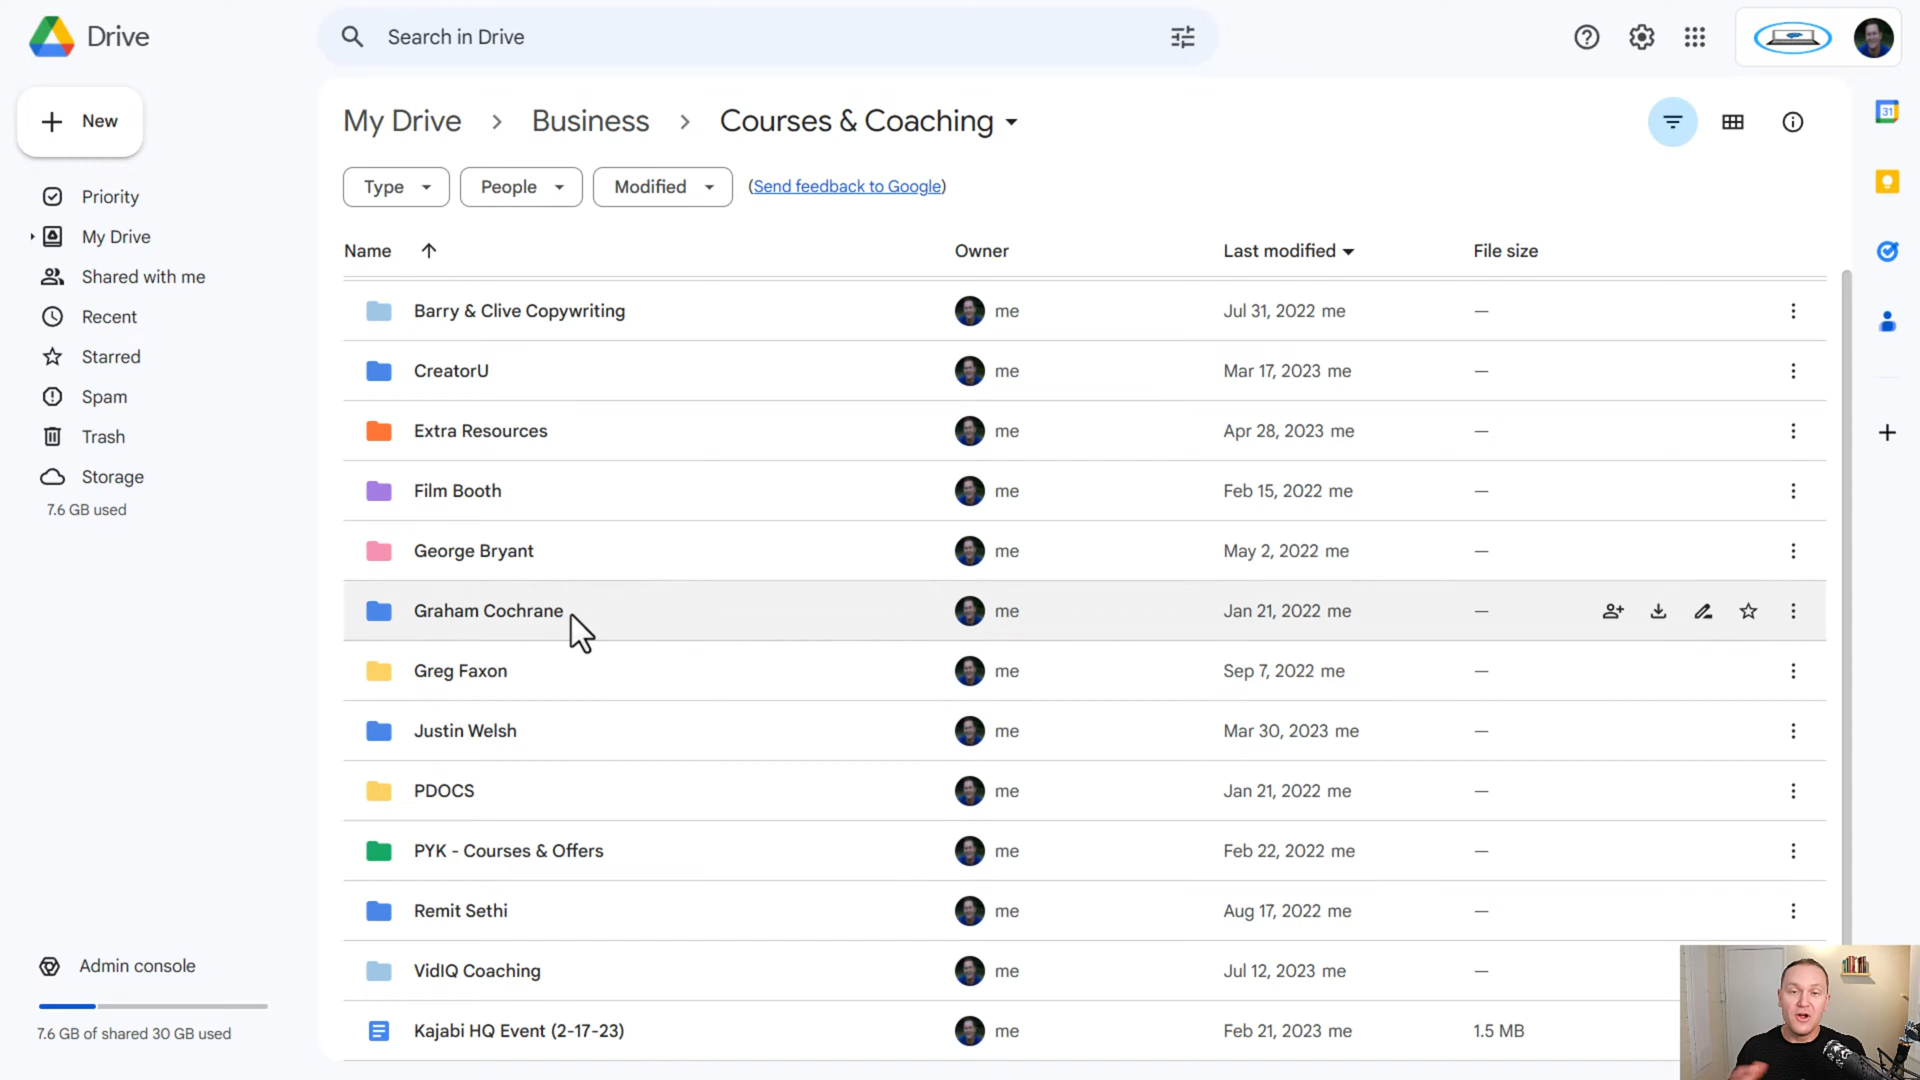 Drive
Search in Drive
New
Priority
My Drive
Shared with me
Recent
Starred
Spam
Trash
Storage
7.6 GB used
Admin console
7.6 GB of shared 30 GB used
My Drive > Business > Courses & Coaching
Type People Modified (Send feedback to Google)
Name Owner Last modified File size
Barry & Clive Copywriting me Jul 31, 2022 me —
CreatorU me Mar 17, 2023 me —
Extra Resources me Apr 28, 2023 me —
Film Booth me Feb 15, 2022 me —
George Bryant me May 2, 2022 me —
Graham Cochrane me Jan 21, 2022 me —
Greg Faxon me Sep 7, 2022 me —
Justin Welsh me Mar 30, 2023 me —
PDOCS me Jan 21, 2022 me —
PYK - Courses & Offers me Feb 22, 2022 me —
Remit Sethi me Aug 17, 2022 me —
VidIQ Coaching me Jul 12, 2023 me —
Kajabi HQ Event (2-17-23) me Feb 21, 2023 me 1.5 MB
31